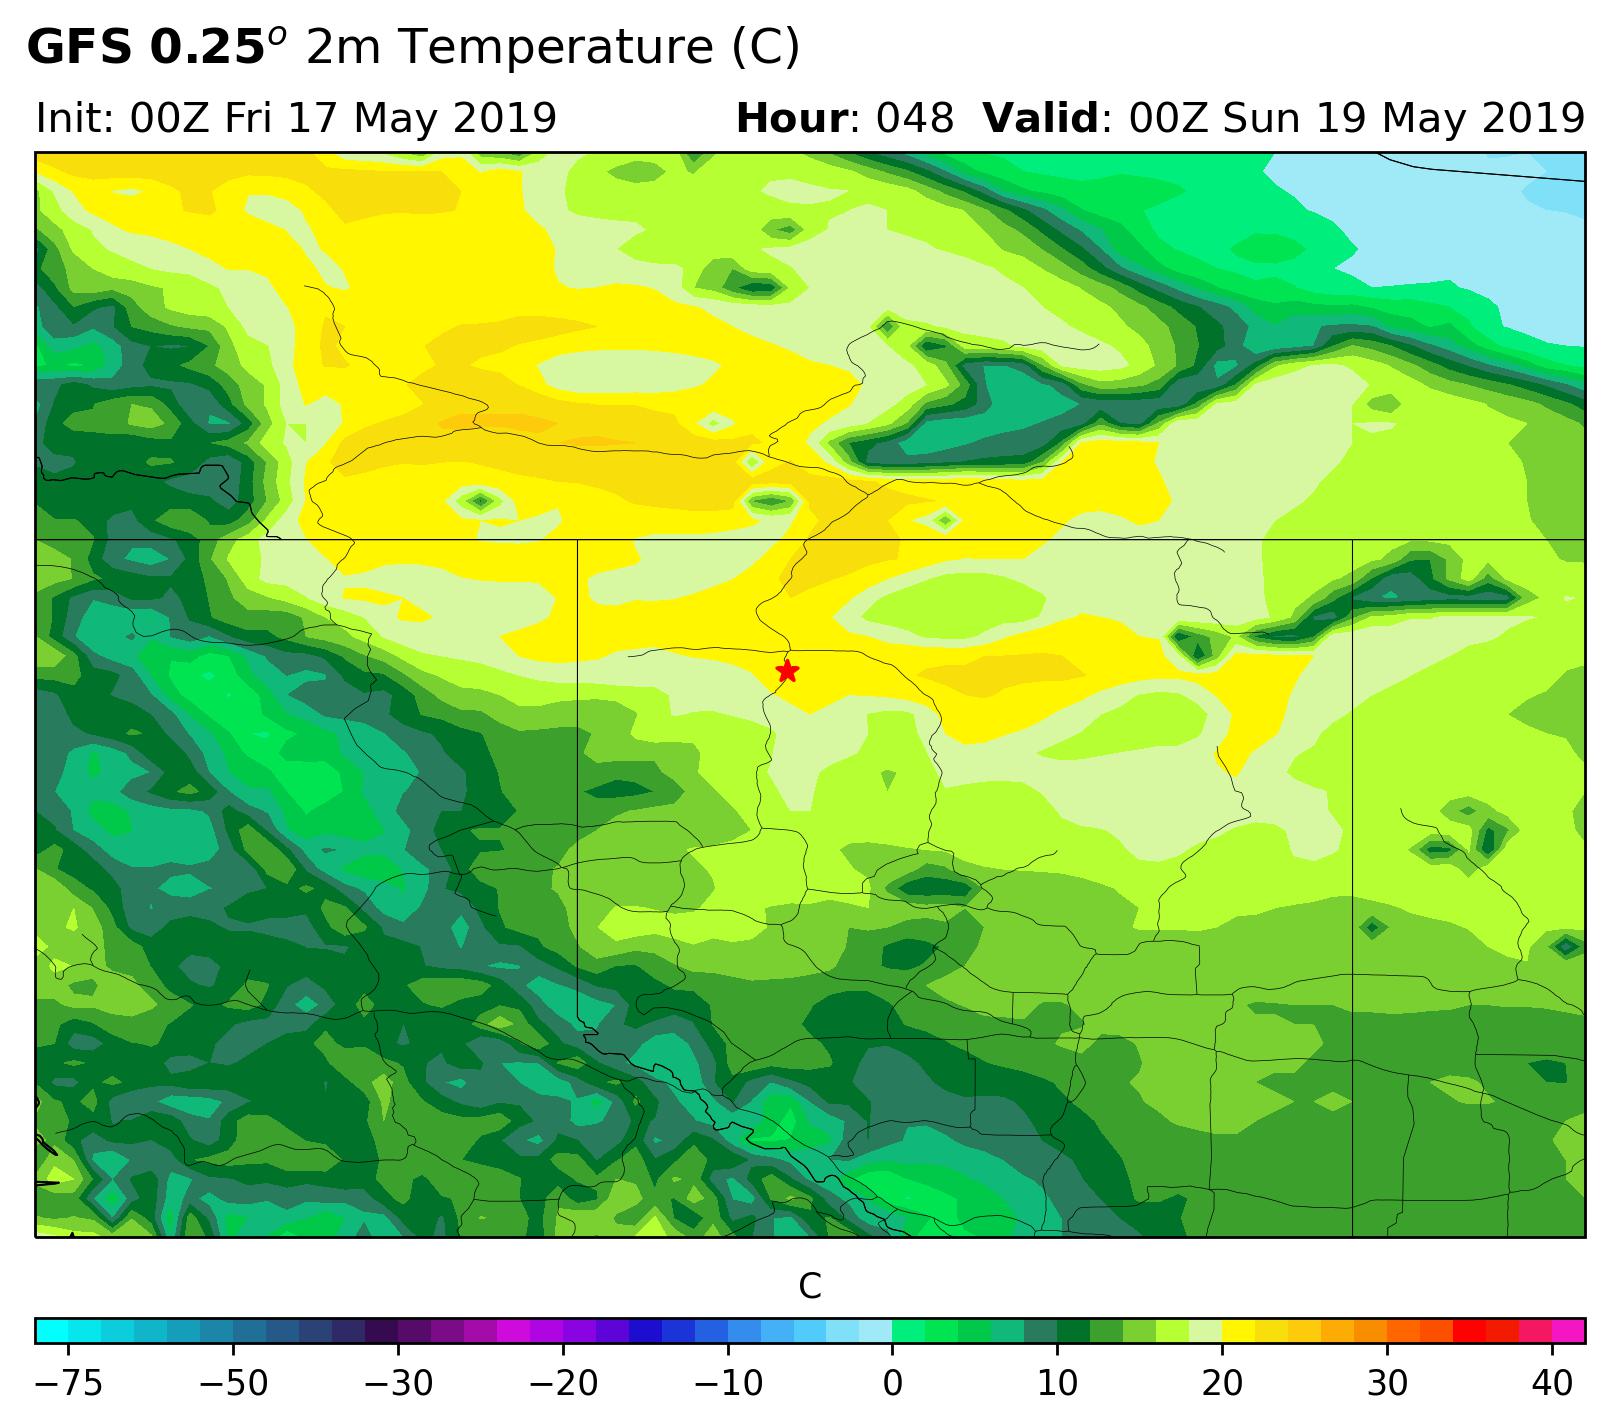 GFS 0.25° 2m Temperature (C)
Init: 00Z Fri 17 May 2019 Hour: 048 Valid: 00Z Sun 19 May 2019
C
−75 −50 −30 −20 −10 0 10 20 30 40